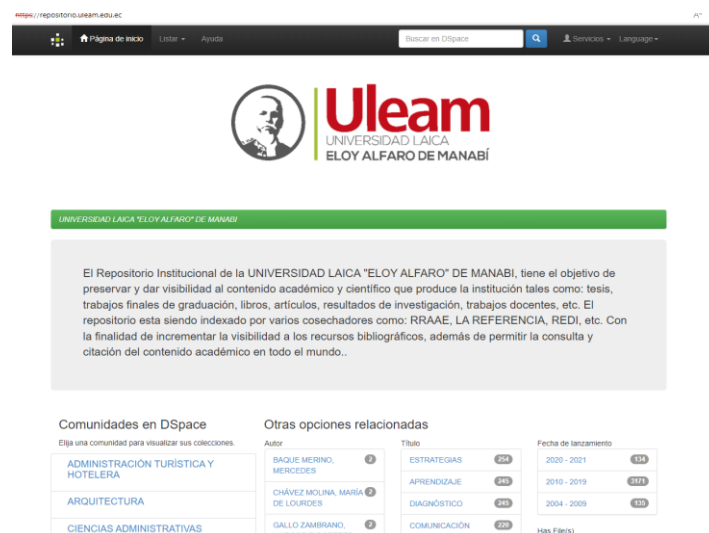 https://repositorio.uleam.edu.ec
Página de inicio Listar Ayuda Buscar en DSpace Servicios Language
Uleam
UNIVERSIDAD LAICA
ELOY ALFARO DE MANABÍ
UNIVERSIDAD LAICA "ELOY ALFARO" DE MANABI
El Repositorio Institucional de la UNIVERSIDAD LAICA "ELOY ALFARO" DE MANABI, tiene el objetivo de
preservar y dar visibilidad al contenido académico y científico que produce la institución tales como: tesis,
trabajos finales de graduación, libros, artículos, resultados de investigación, trabajos docentes, etc. El
repositorio esta siendo indexado por varios cosechadores como: RRAAE, LA REFERENCIA, REDI, etc. Con
la finalidad de incrementar la visibilidad a los recursos bibliográficos, además de permitir la consulta y
citación del contenido académico en todo el mundo..
Comunidades en DSpace
Elija una comunidad para visualizar sus colecciones.
ADMINISTRACIÓN TURÍSTICA Y
HOTELERA
ARQUITECTURA
CIENCIAS ADMINISTRATIVAS
Otras opciones relacionadas
Autor
BAQUE MERINO, 2
MERCEDES
CHÁVEZ MOLINA, MARÍA 2
DE LOURDES
GALLO ZAMBRANO, 2
Título
ESTRATEGIAS 254
APRENDIZAJE 245
DIAGNÓSTICO 245
COMUNICACIÓN 220
Fecha de lanzamiento
2020 - 2021 134
2010 - 2019 3171
2004 - 2009 135
Has File(s)